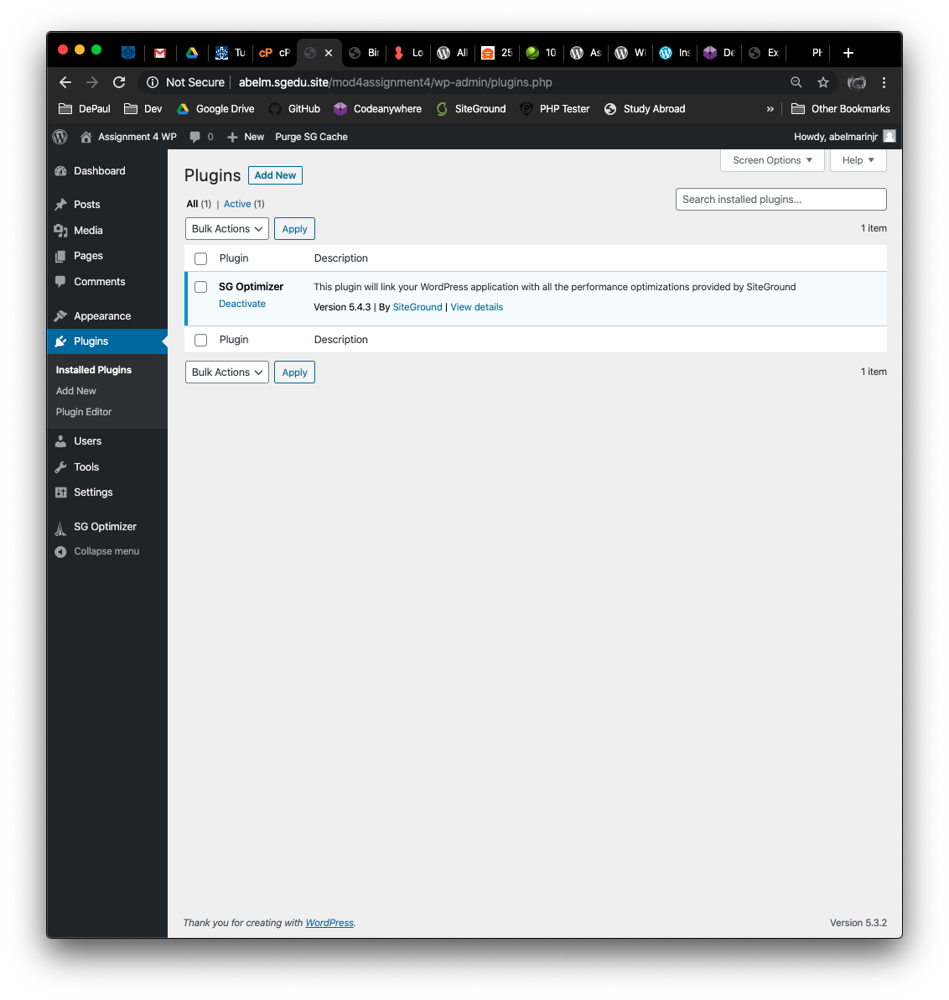 Tu
cP
cP
Bir
Lo
All
25
10
As
W
Ins
De
Ex
PH
Not Secure
abelm.sgedu.site/mod4assignment4/wp-admin/plugins.php
DePaul
Dev
Google Drive
GitHub
Codeanywhere
SiteGround
PHP Tester
Study Abroad
»
Other Bookmarks
Assignment 4 WP
0
New
Purge SG Cache
Howdy, abelmarinjr
Dashboard
Posts
Media
Pages
Comments
Appearance
Plugins
Installed Plugins
Add New
Plugin Editor
Users
Tools
Settings
SG Optimizer
Collapse menu
Screen Options
Help
Plugins
Add New
All (1) | Active (1)
Search installed plugins...
Bulk Actions
Apply
1 item
Plugin
Description
SG Optimizer
Deactivate
This plugin will link your WordPress application with all the performance optimizations provided by SiteGround
Version 5.4.3 | By SiteGround | View details
Plugin
Description
Bulk Actions
Apply
1 item
Thank you for creating with WordPress.
Version 5.3.2